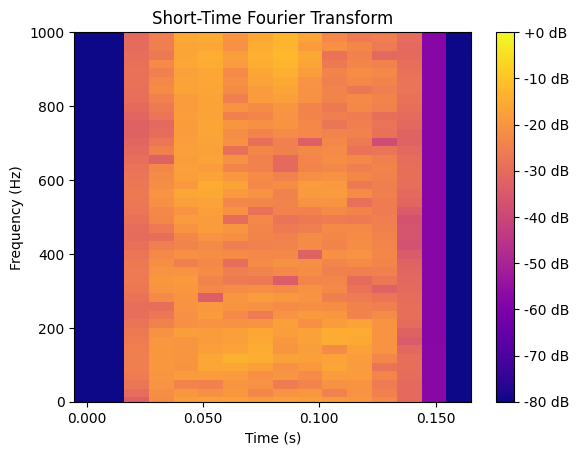 Short-Time Fourier Transform
1000
800
600
400
200
0
Frequency (Hz)
0.000
0.050
0.100
0.150
Time (s)
+0 dB
-10 dB
-20 dB
-30 dB
-40 dB
-50 dB
-60 dB
-70 dB
-80 dB